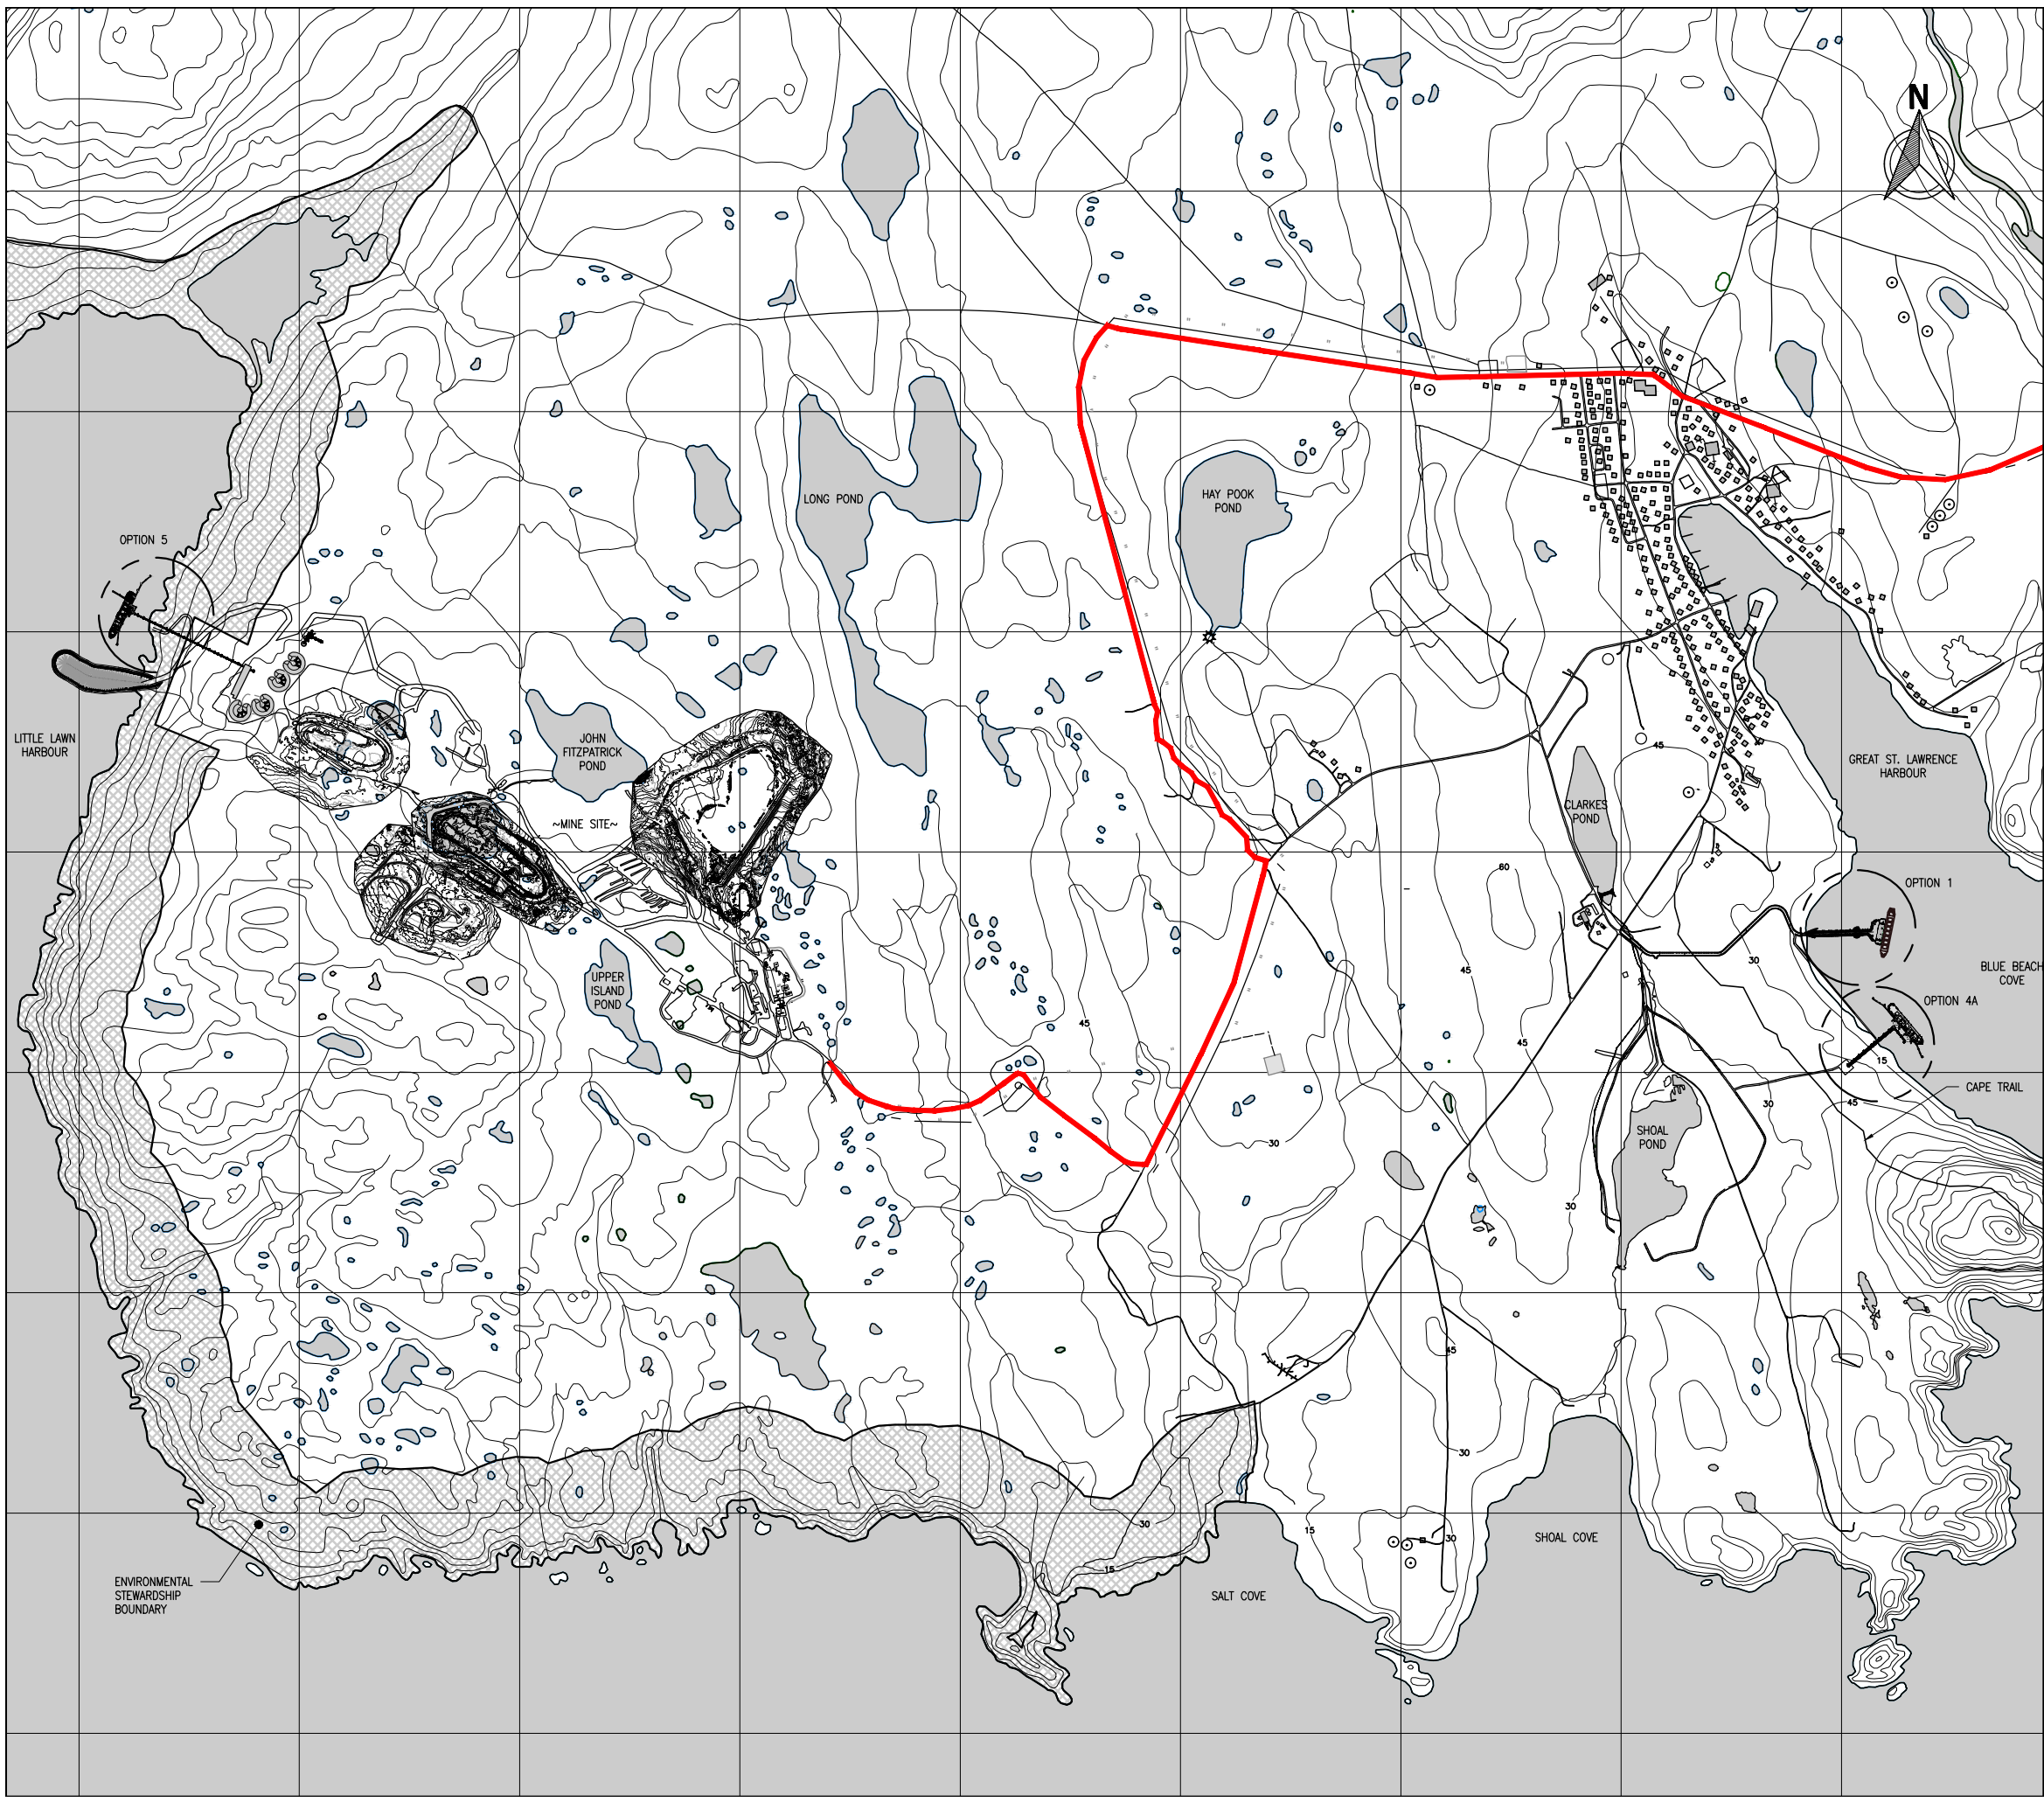 N
LONG POND
HAY POOK
POND
OPTION 5
LITTLE LAWN
HARBOUR
JOHN
FITZPATRICK
POND
~MINE SITE~
45
GREAT ST. LAWRENCE
HARBOUR
CLARKES
POND
60
OPTION 1
UPPER
ISLAND
POND
45
30
BLUE BEACH
COVE
OPTION 4A
45
45
15
CAPE TRAIL
30
45
SHOAL
POND
30
30
45
30
30
15
30
SHOAL COVE
15
ENVIRONMENTAL
STEWARDSHIP
BOUNDARY
SALT COVE